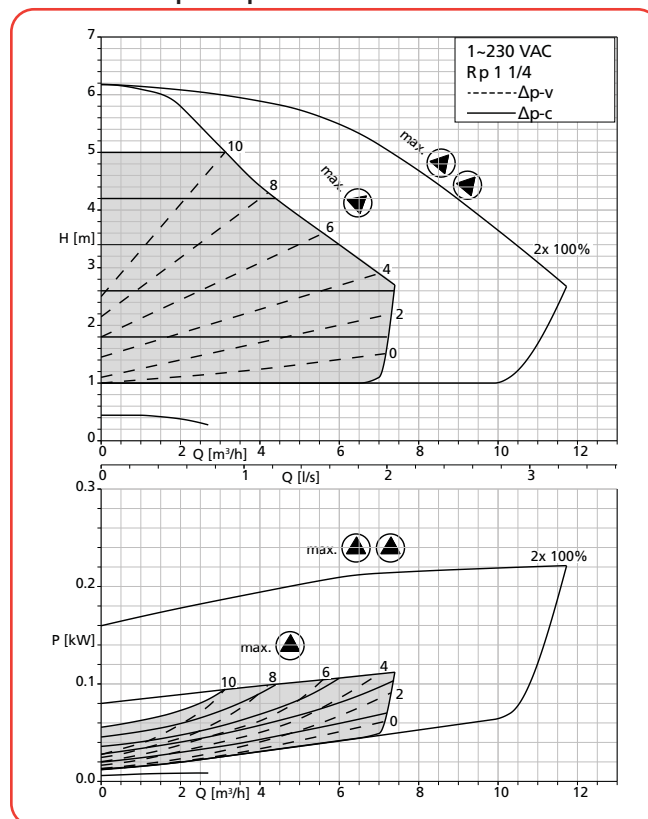 7
1~230 VAC
Rp 1 1/4
Δp-v
Δp-c
6
max.
5
10
max.
8
4
6
H [m]
2x 100%
3
4
2
2
0
1
0
0 2 4 6 8 10 12
Q [m³/h]
0 1 2 3
Q [l/s]
0.3
max.
2x 100%
0.2
P [kW]
max.
10 8 6 4
0.1
2
0
0.0
0 2 4 6 8 10 12
Q [m³/h]